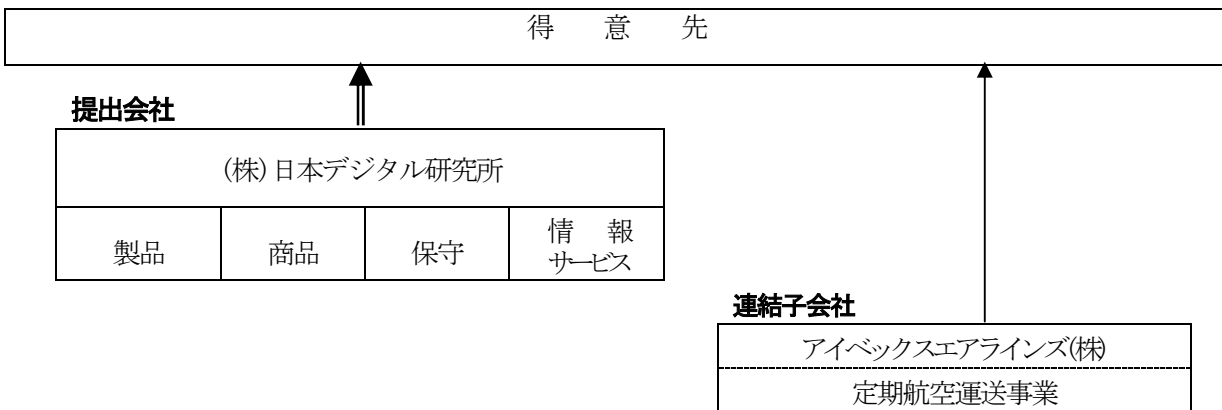 得 意 先
提出会社
(株)日本デジタル研究所
製品
商品
保守
情 報
サービス
連結子会社
アイベックスエアラインズ(株)
定期航空運送事業